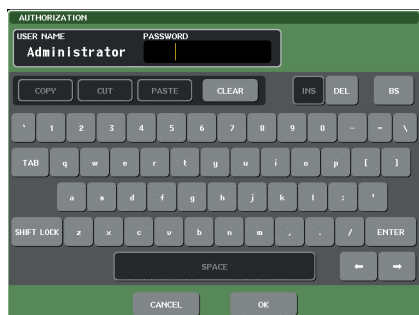 AUTHORIZATION
USER NAME PASSWORD
Administrator
COPY CUT PASTE CLEAR INS DEL BS
` 1 2 3 4 5 6 7 8 9 0 - = \
TAB q w e r t y u i o p [ ]
a s d f g h j k l ; '
SHIFT LOCK z x c v b n m , . / ENTER
SPACE ← →
CANCEL OK